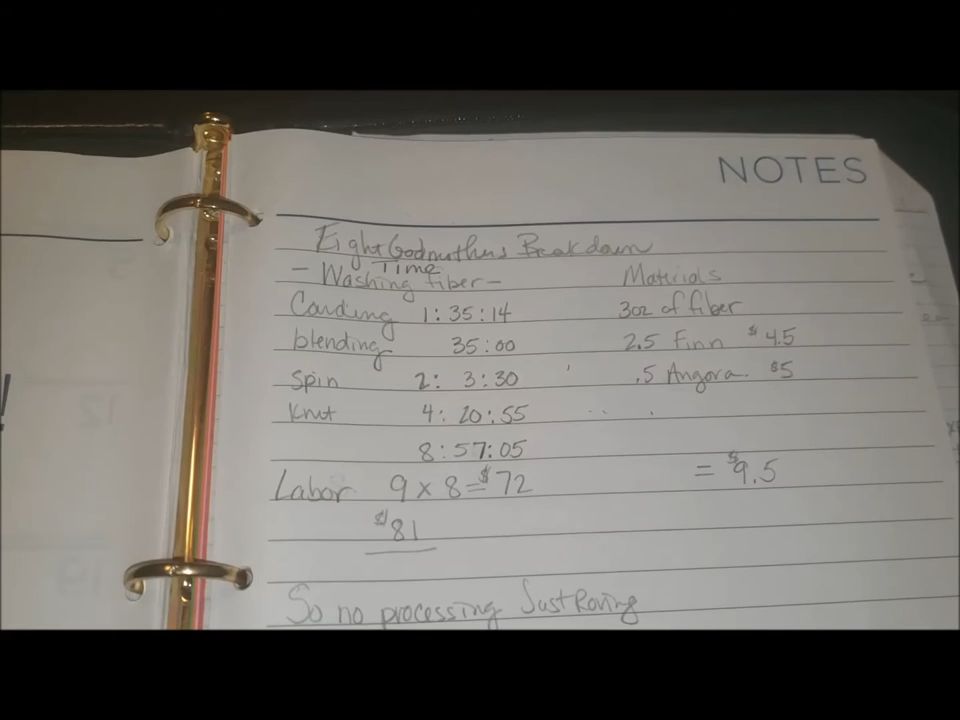 NOTES
Eight Godmuthers Breakdown
Time
- Washing fiber - Materials
Carding 1:35:14 3oz of fiber
blending 35:00 2.5 Finn $4.5
Spin 2: 3:30 .5 Angora $5
Knit 4:20:55
8:57:05
Labor 9 x 8 = $72 = $9.5
$81
So no processing Just Roving